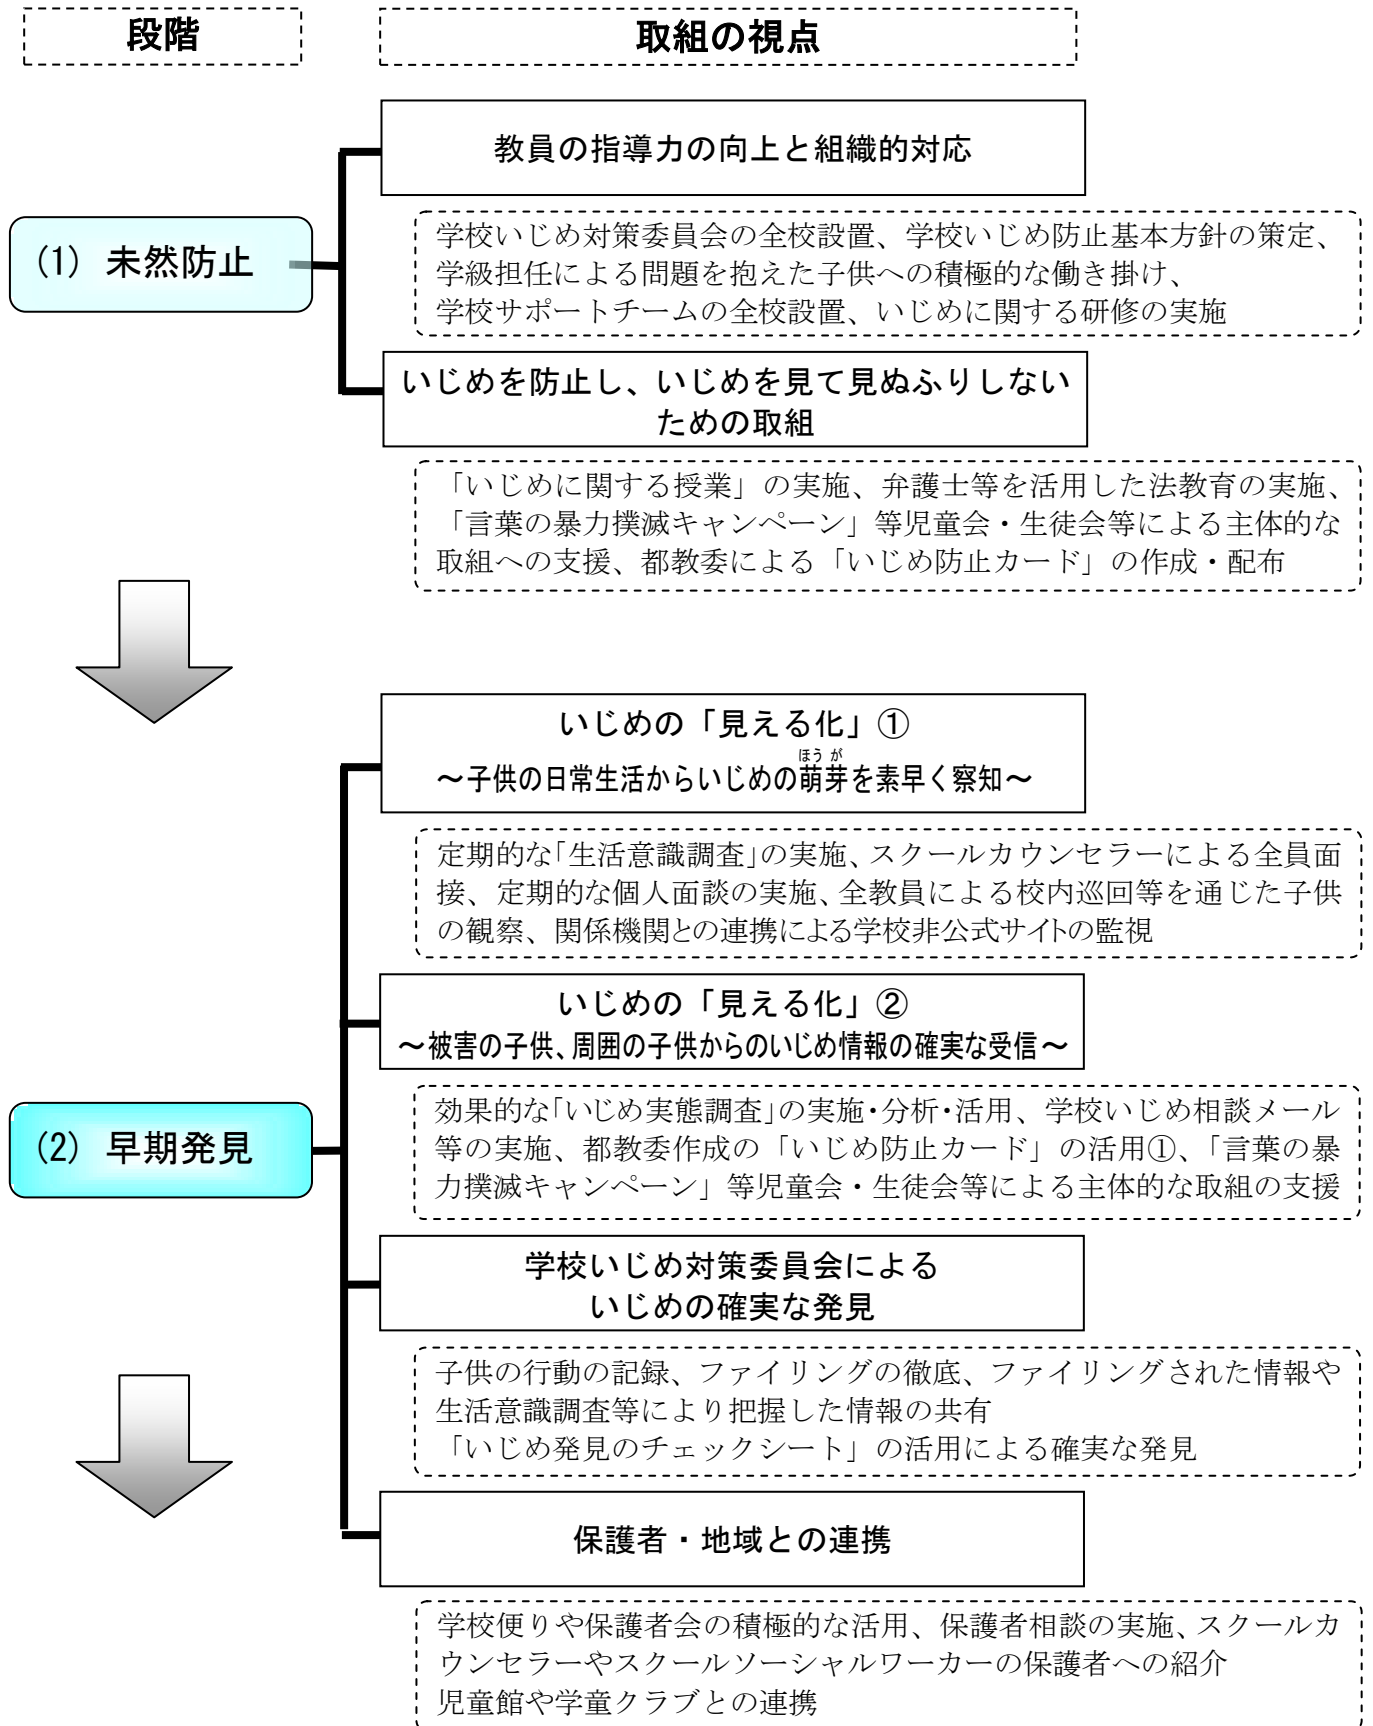 段階
取組の視点
教員の指導力の向上と組織的対応
(1) 未然防止
学校いじめ対策委員会の全校設置、学校いじめ防止基本方針の策定、
学級担任による問題を抱えた子供への積極的な働き掛け、
学校サポートチームの全校設置、いじめに関する研修の実施
いじめを防止し、いじめを見て見ぬふりしない
ための取組
「いじめに関する授業」の実施、弁護士等を活用した法教育の実施、
「言葉の暴力撲滅キャンペーン」等児童会・生徒会等による主体的な
取組への支援、都教委による「いじめ防止カード」の作成・配布
いじめの「見える化」①
ほう が
～子供の日常生活からいじめの萌芽を素早く察知～
定期的な「生活意識調査」の実施、スクールカウンセラーによる全員面
接、定期的な個人面談の実施、全教員による校内巡回等を通じた子供
の観察、関係機関との連携による学校非公式サイトの監視
いじめの「見える化」②
～被害の子供、周囲の子供からのいじめ情報の確実な受信～
(2) 早期発見
効果的な「いじめ実態調査」の実施・分析・活用、学校いじめ相談メール
等の実施、都教委作成の「いじめ防止カード」の活用①、「言葉の暴
力撲滅キャンペーン」等児童会・生徒会等による主体的な取組の支援
学校いじめ対策委員会による
いじめの確実な発見
子供の行動の記録、ファイリングの徹底、ファイリングされた情報や
生活意識調査等により把握した情報の共有
「いじめ発見のチェックシート」の活用による確実な発見
保護者・地域との連携
学校便りや保護者会の積極的な活用、保護者相談の実施、スクールカ
ウンセラーやスクールソーシャルワーカーの保護者への紹介
児童館や学童クラブとの連携